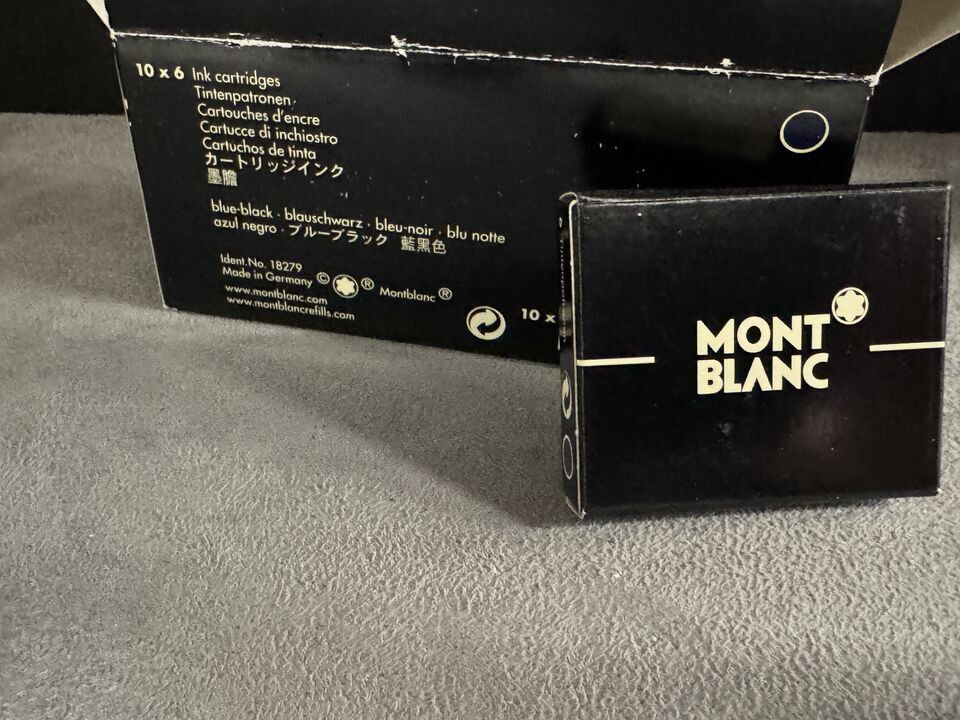 10 x 6 Ink cartridges
Tintenpatronen
Cartouches d'encre
Cartucce di inchiostro
Cartuchos de tinta
カートリッジインク
墨膽
blue-black · blauschwarz · bleu-noir · blu notte
azul negro · ブルーブラック 藍黑色
Ident.No. 18279
Made in Germany © ® Montblanc ®
www.montblanc.com
www.montblancrefills.com
10 x
MONT
BLANC